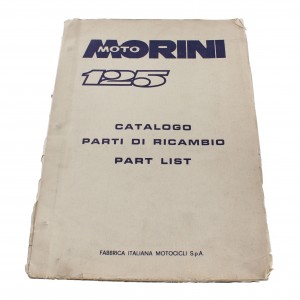 MOTO MORINI
125
CATALOGO
PARTI DI RICAMBIO
PART LIST
FABBRICA ITALIANA MOTOCICLI S.p.A.